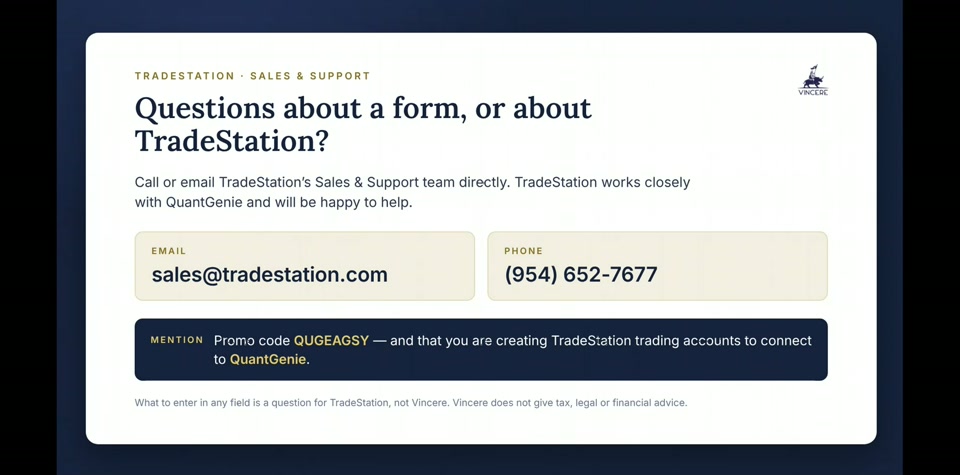 TRADESTATION · SALES & SUPPORT
VINCERE
Questions about a form, or about
TradeStation?
Call or email TradeStation’s Sales & Support team directly. TradeStation works closely
with QuantGenie and will be happy to help.
EMAIL
sales@tradestation.com
PHONE
(954) 652-7677
MENTION Promo code QUGEAGSY — and that you are creating TradeStation trading accounts to connect
to QuantGenie.
What to enter in any field is a question for TradeStation, not Vincere. Vincere does not give tax, legal or financial advice.